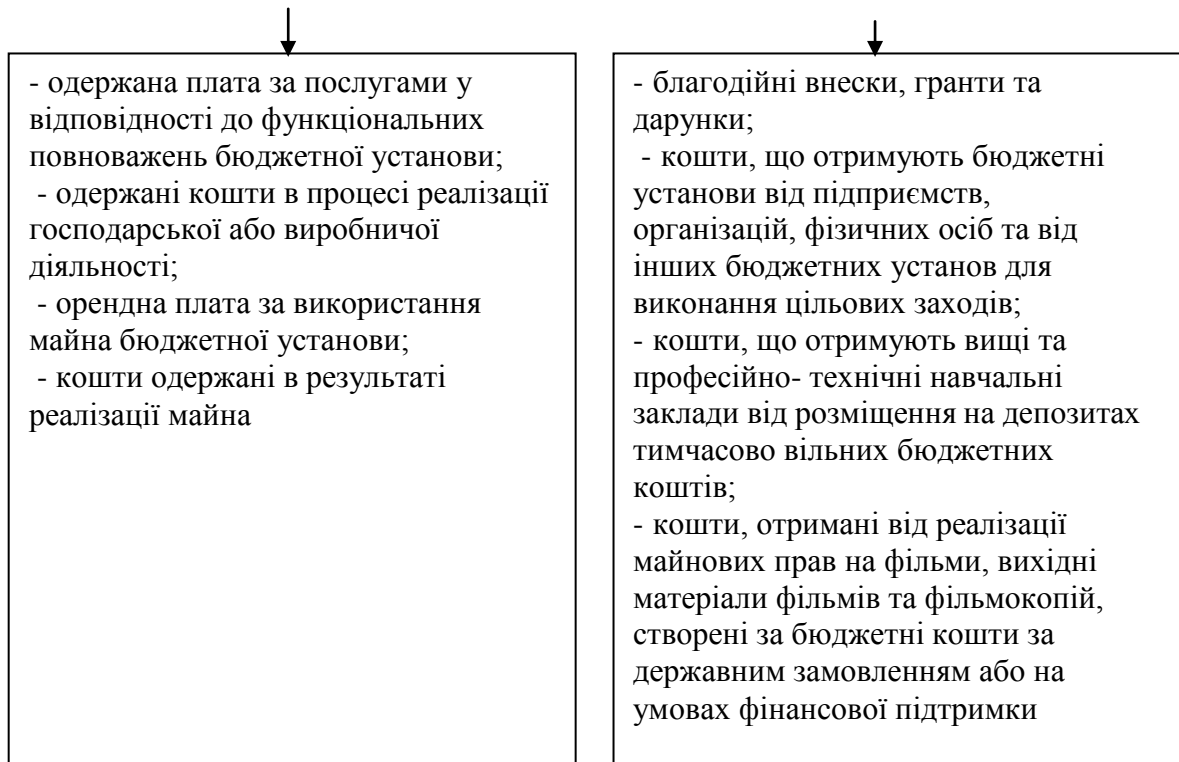 - одержана плата за послугами у
відповідності до функціональних
повноважень бюджетної установи;
- одержані кошти в процесі реалізації
господарської або виробничої
діяльності;
- орендна плата за використання
майна бюджетної установи;
- кошти одержані в результаті
реалізації майна
- благодійні внески, гранти та
дарунки;
- кошти, що отримують бюджетні
установи від підприємств,
організацій, фізичних осіб та від
інших бюджетних установ для
виконання цільових заходів;
- кошти, що отримують вищі та
професійно- технічні навчальні
заклади від розміщення на депозитах
тимчасово вільних бюджетних
коштів;
- кошти, отримані від реалізації
майнових прав на фільми, вихідні
матеріали фільмів та фільмокопій,
створені за бюджетні кошти за
державним замовленням або на
умовах фінансової підтримки